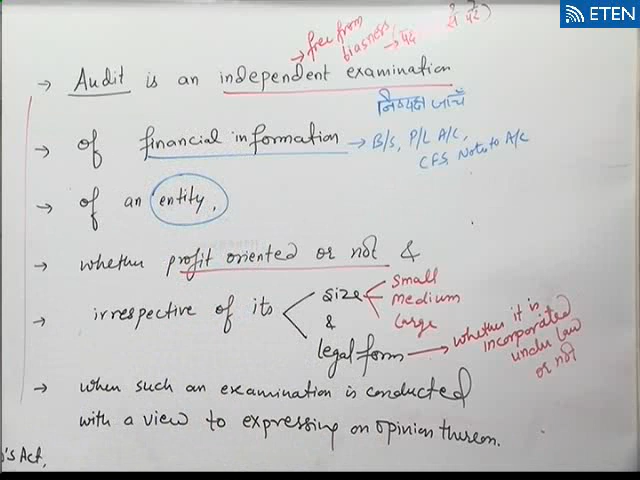 ETEN
free from
biasness → से परे)
→ Audit is an independent examination
निष्पक्ष जाँच
→ of financial information → B/S, P/L A/c,
CFS, Notes to A/c
→ of an entity,
→ whether profit oriented or not &
→ irrespective of its size
small
medium
large
&
legal form → whether it is
incorporated
under law
or not
→ when such an examination is conducted
with a view to expressing an opinion thereon.
's Act,